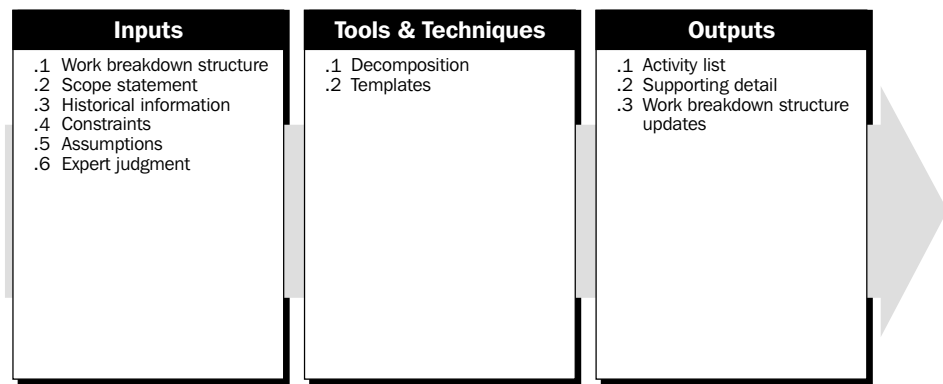 Inputs
.1 Work breakdown structure
.2 Scope statement
.3 Historical information
.4 Constraints
.5 Assumptions
.6 Expert judgment
Tools & Techniques
.1 Decomposition
.2 Templates
Outputs
.1 Activity list
.2 Supporting detail
.3 Work breakdown structure
updates